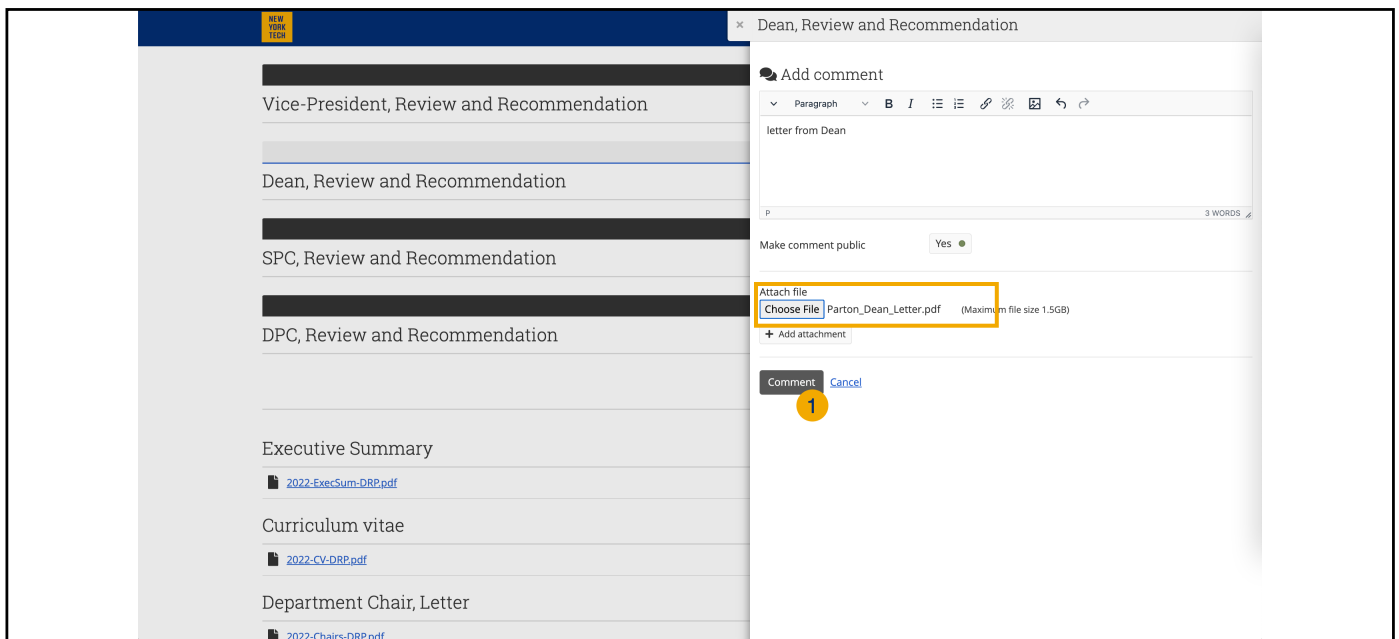 NEW
YORK
TECH
Vice-President, Review and Recommendation
Dean, Review and Recommendation
SPC, Review and Recommendation
DPC, Review and Recommendation
Executive Summary
2022-ExecSum-DRP.pdf
Curriculum vitae
2022-CV-DRP.pdf
Department Chair, Letter
2022-Chairs-DRP.pdf
× Dean, Review and Recommendation
Add comment
Paragraph B I
letter from Dean
P 3 WORDS
Make comment public Yes
Attach file
Choose File Parton_Dean_Letter.pdf (Maximum file size 1.5GB)
+ Add attachment
Comment Cancel
1